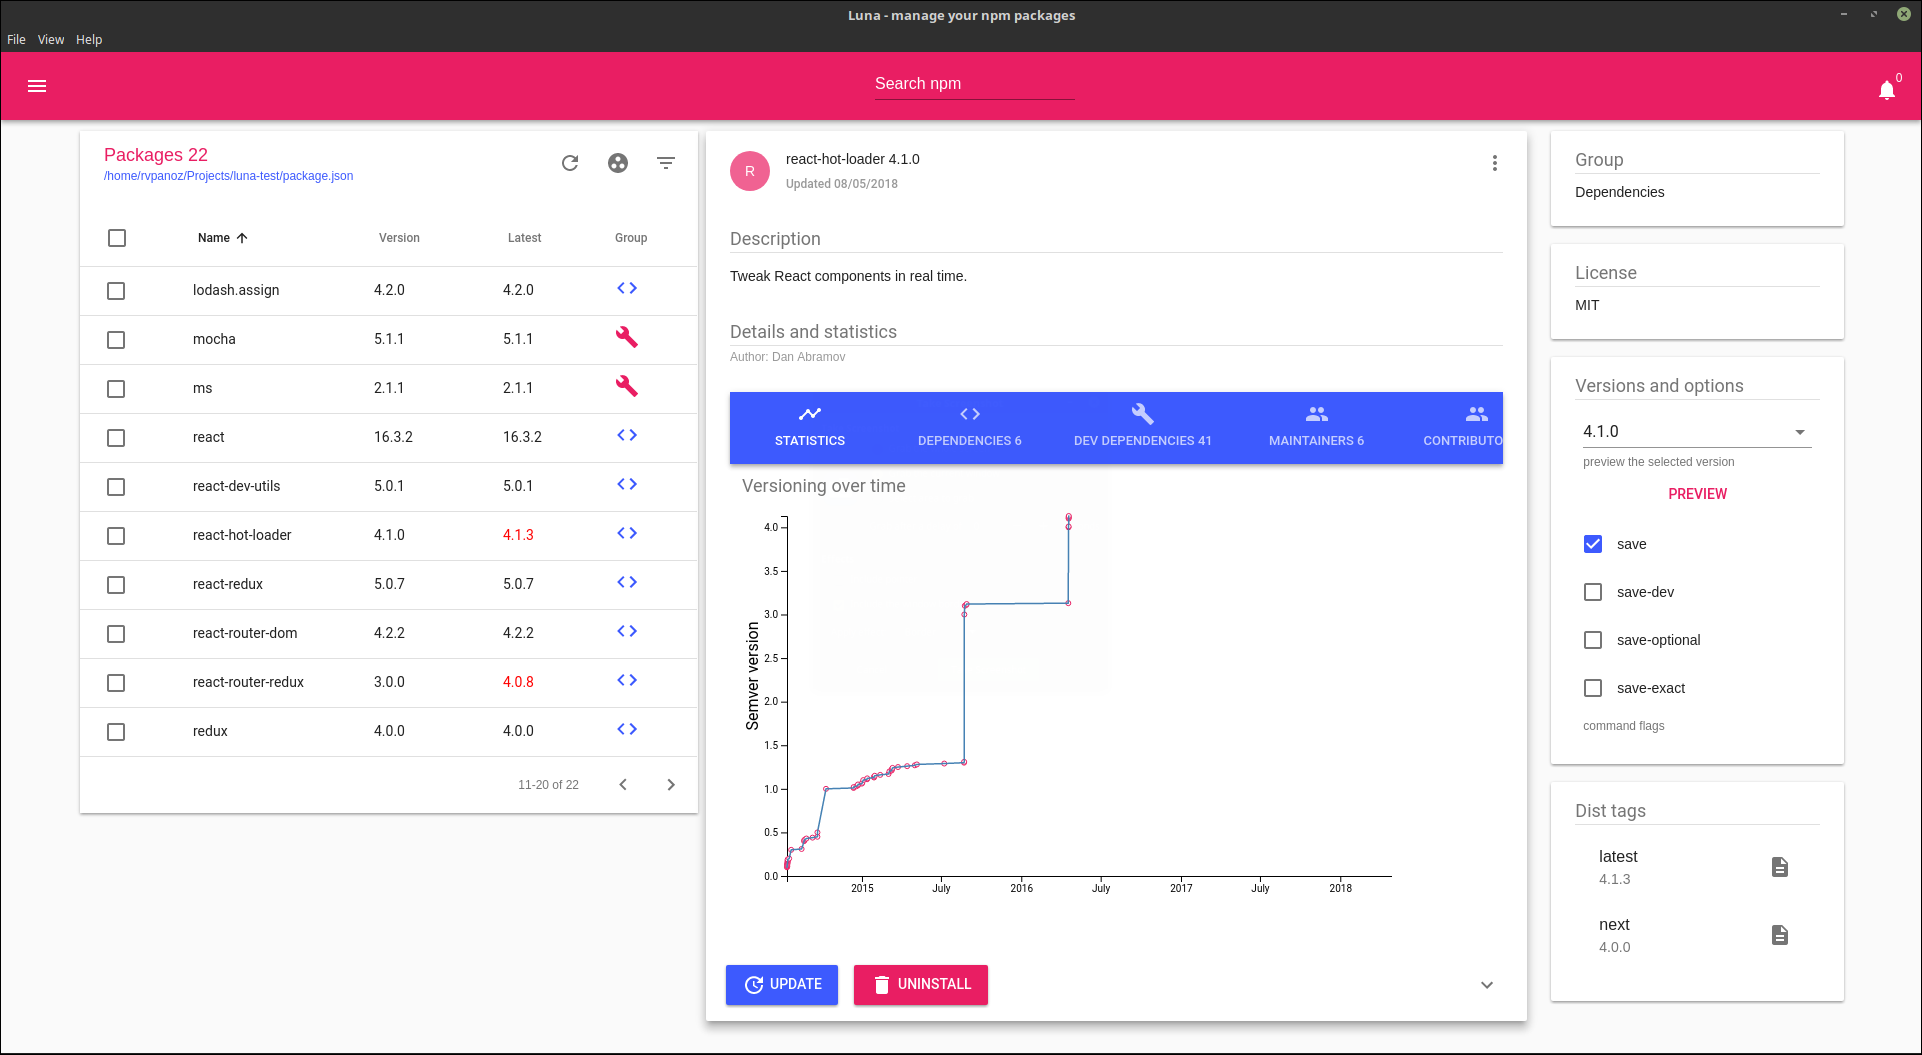 Luna - manage your npm packages
File View Help
Search npm
0
Packages 22
/home/rvpanoz/Projects/luna-test/package.json
Name Version Latest Group
lodash.assign 4.2.0 4.2.0
mocha 5.1.1 5.1.1
ms 2.1.1 2.1.1
react 16.3.2 16.3.2
react-dev-utils 5.0.1 5.0.1
react-hot-loader 4.1.0 4.1.3
react-redux 5.0.7 5.0.7
react-router-dom 4.2.2 4.2.2
react-router-redux 3.0.0 4.0.8
redux 4.0.0 4.0.0
11-20 of 22
R
react-hot-loader 4.1.0
Updated 08/05/2018
Description
Tweak React components in real time.
Details and statistics
Author: Dan Abramov
STATISTICS DEPENDENCIES 6 DEV DEPENDENCIES 41 MAINTAINERS 6 CONTRIBUTO
Versioning over time
Semver version
4.0
3.5
3.0
2.5
2.0
1.5
1.0
0.5
0.0
2015 July 2016 July 2017 July 2018
UPDATE UNINSTALL
Group
Dependencies
License
MIT
Versions and options
4.1.0
preview the selected version
PREVIEW
save
save-dev
save-optional
save-exact
command flags
Dist tags
latest
4.1.3
next
4.0.0